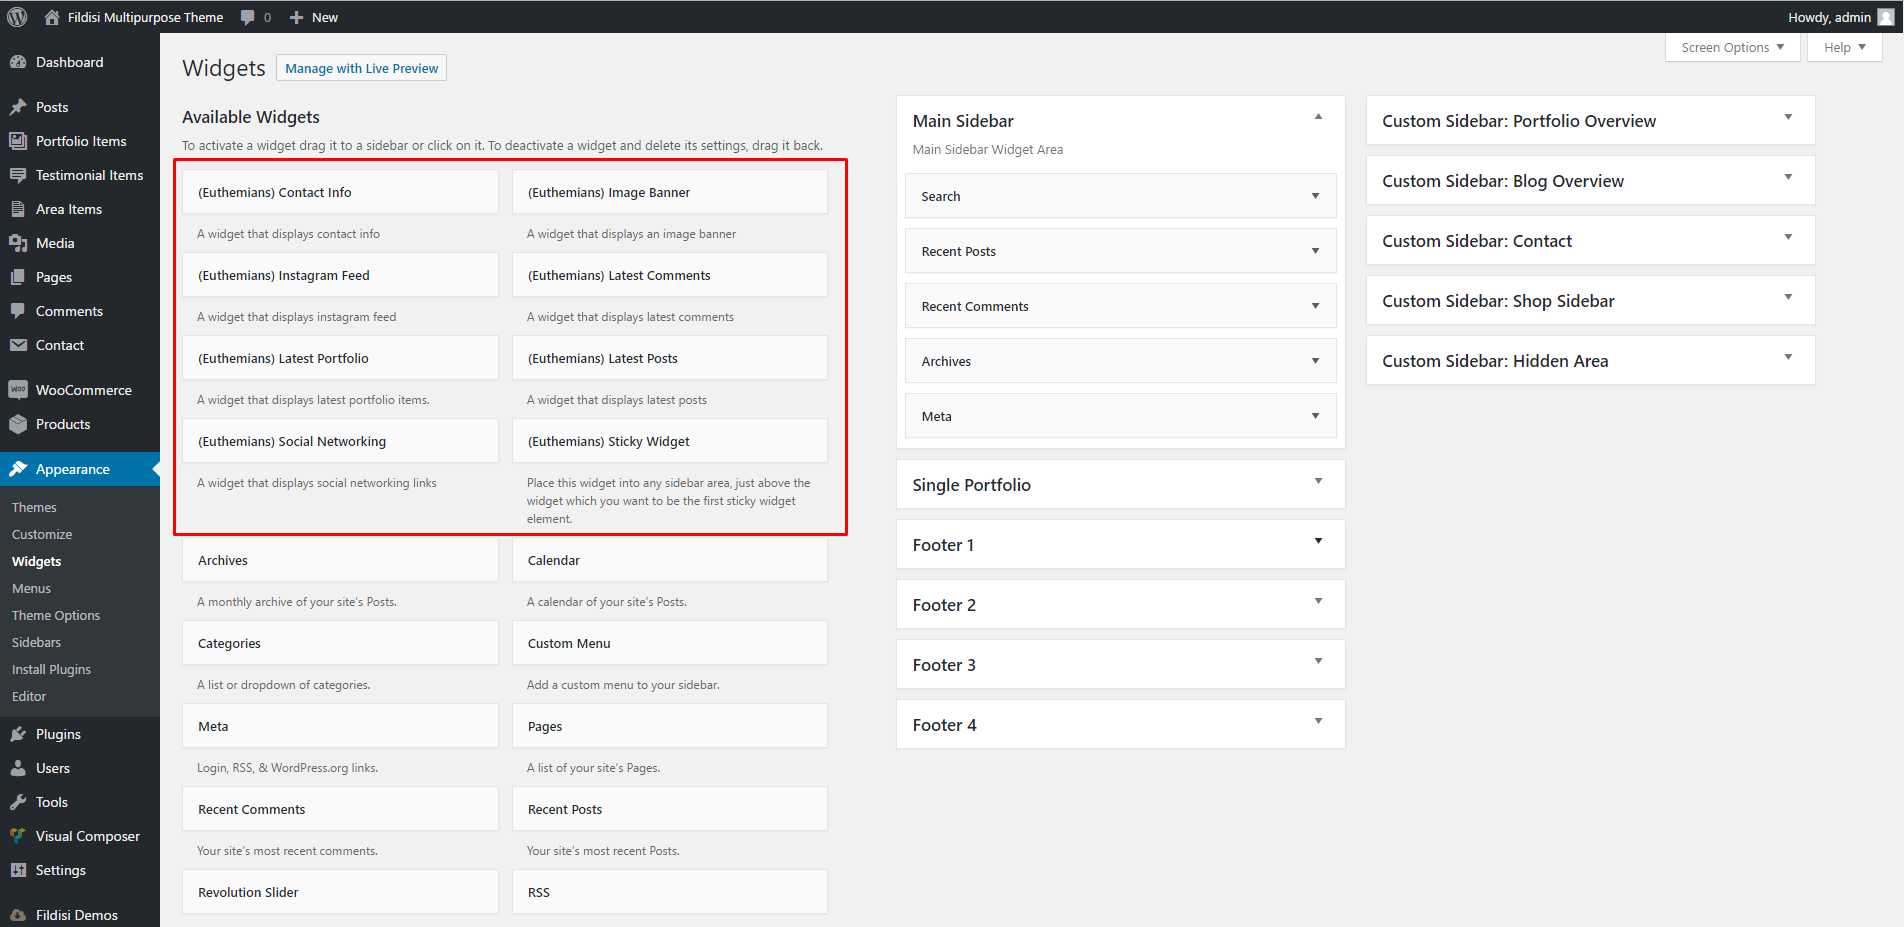 Fildisi Multipurpose Theme 0 New Howdy, admin
Dashboard
Posts
Portfolio Items
Testimonial Items
Area Items
Media
Pages
Comments
Contact
WooCommerce
Products
Appearance
Themes
Customize
Widgets
Menus
Theme Options
Sidebars
Install Plugins
Editor
Plugins
Users
Tools
Visual Composer
Settings
Fildisi Demos
Screen Options Help
Widgets Manage with Live Preview
Available Widgets
To activate a widget drag it to a sidebar or click on it. To deactivate a widget and delete its settings, drag it back.
(Euthemians) Contact Info
A widget that displays contact info
(Euthemians) Image Banner
A widget that displays an image banner
(Euthemians) Instagram Feed
A widget that displays instagram feed
(Euthemians) Latest Comments
A widget that displays latest comments
(Euthemians) Latest Portfolio
A widget that displays latest portfolio items.
(Euthemians) Latest Posts
A widget that displays latest posts
(Euthemians) Social Networking
A widget that displays social networking links
(Euthemians) Sticky Widget
Place this widget into any sidebar area, just above the
widget which you want to be the first sticky widget
element.
Archives
A monthly archive of your site’s Posts.
Calendar
A calendar of your site’s Posts.
Categories
A list or dropdown of categories.
Custom Menu
Add a custom menu to your sidebar.
Meta
Login, RSS, & WordPress.org links.
Pages
A list of your site’s Pages.
Recent Comments
Your site’s most recent comments.
Recent Posts
Your site’s most recent Posts.
Revolution Slider
RSS
Main Sidebar
Main Sidebar Widget Area
Search
Recent Posts
Recent Comments
Archives
Meta
Single Portfolio
Footer 1
Footer 2
Footer 3
Footer 4
Custom Sidebar: Portfolio Overview
Custom Sidebar: Blog Overview
Custom Sidebar: Contact
Custom Sidebar: Shop Sidebar
Custom Sidebar: Hidden Area